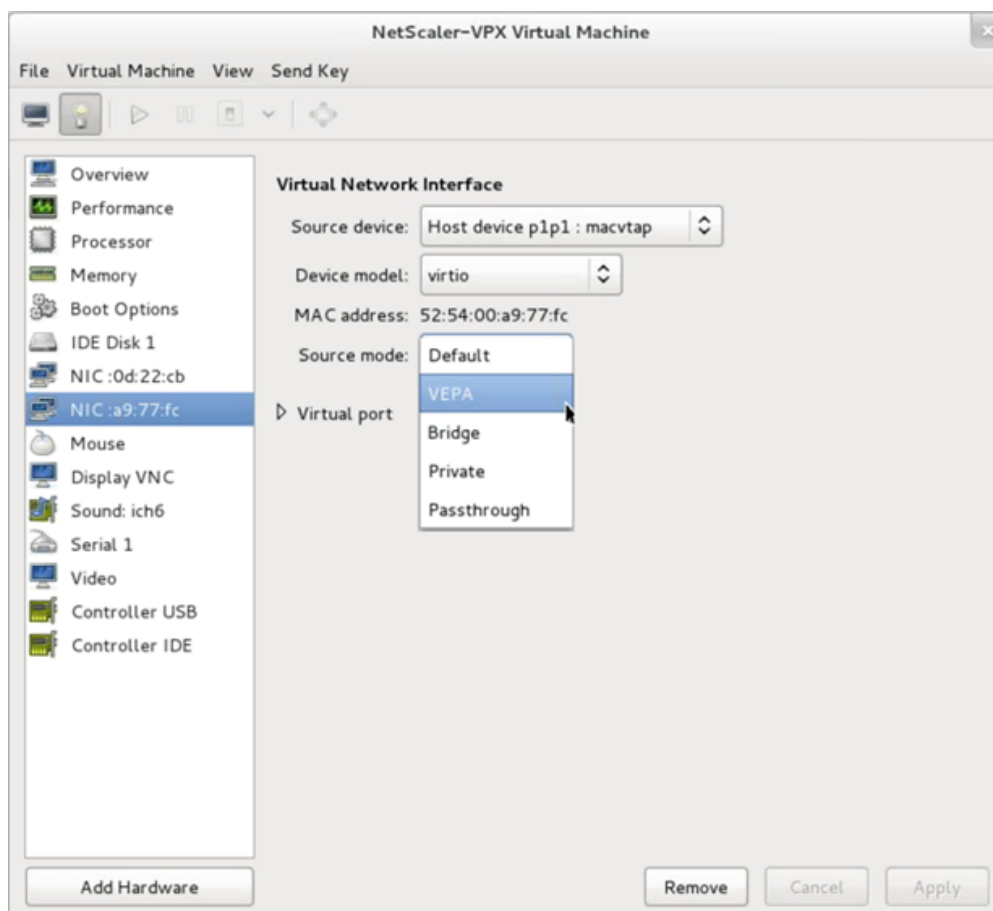 NetScaler-VPX Virtual Machine
File Virtual Machine View Send Key
Overview
Performance
Processor
Memory
Boot Options
IDE Disk 1
NIC :0d:22:cb
NIC :a9:77:fc
Mouse
Display VNC
Sound: ich6
Serial 1
Video
Controller USB
Controller IDE
Add Hardware
Virtual Network Interface
Source device: Host device p1p1 : macvtap
Device model: virtio
MAC address: 52:54:00:a9:77:fc
Source mode: Default
VEPA
Bridge
Private
Passthrough
Virtual port
Remove Cancel Apply